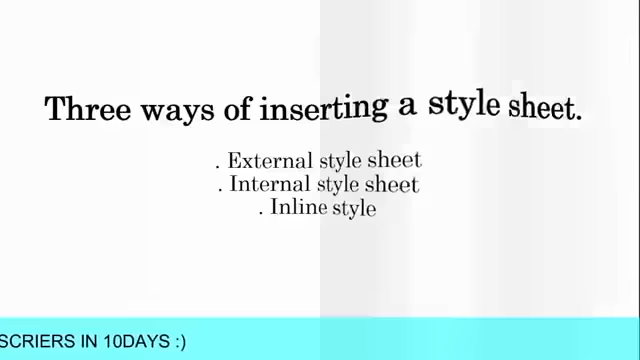 Three ways of inserting a style sheet.
. External style sheet
. Internal style sheet
. Inline style
SCRIERS IN 10DAYS :)